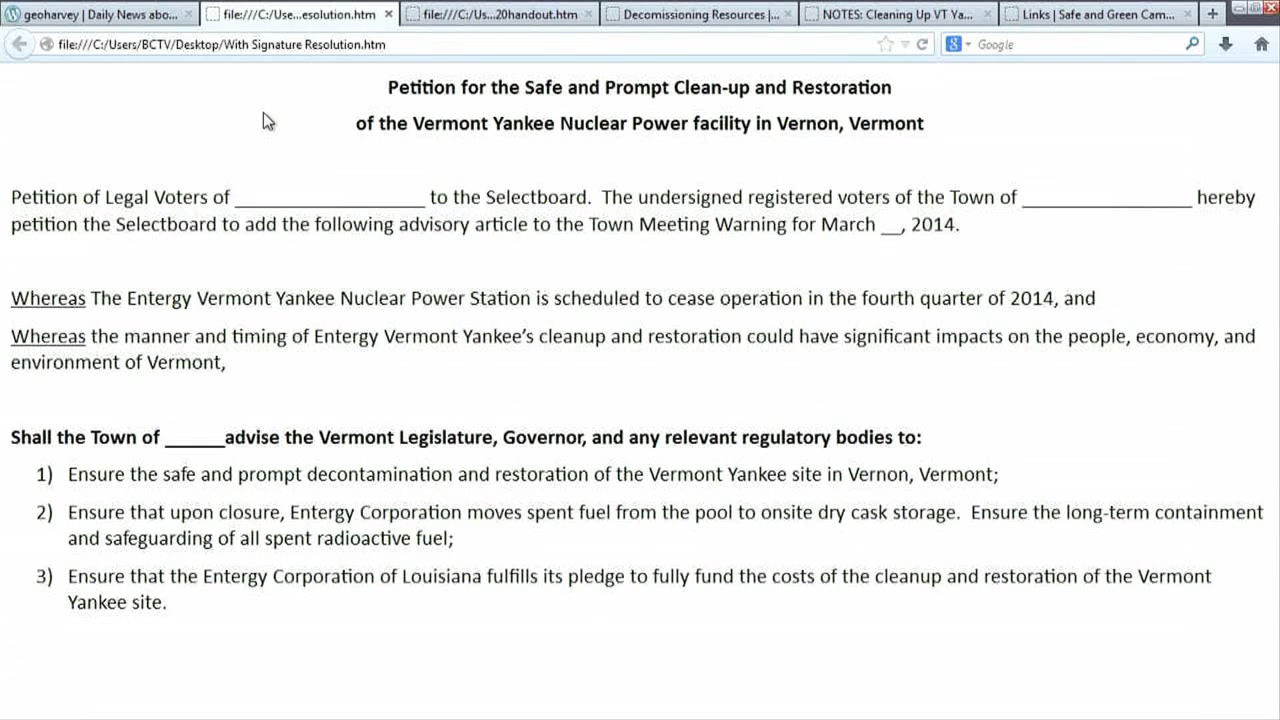 geoharvey | Daily News abo...
file:///C:/Use...esolution.htm
file:///C:/Us...20handout.htm
Decomissioning Resources |...
NOTES: Cleaning Up VT Ya...
Links | Safe and Green Cam...
file:///C:/Users/BCTV/Desktop/With Signature Resolution.htm
Google
Petition for the Safe and Prompt Clean-up and Restoration
of the Vermont Yankee Nuclear Power facility in Vernon, Vermont
Petition of Legal Voters of __________________ to the Selectboard.  The undersigned registered voters of the Town of ________________ hereby
petition the Selectboard to add the following advisory article to the Town Meeting Warning for March __, 2014.
Whereas The Entergy Vermont Yankee Nuclear Power Station is scheduled to cease operation in the fourth quarter of 2014, and
Whereas the manner and timing of Entergy Vermont Yankee’s cleanup and restoration could have significant impacts on the people, economy, and
environment of Vermont,
Shall the Town of ______advise the Vermont Legislature, Governor, and any relevant regulatory bodies to:
1) Ensure the safe and prompt decontamination and restoration of the Vermont Yankee site in Vernon, Vermont;
2) Ensure that upon closure, Entergy Corporation moves spent fuel from the pool to onsite dry cask storage.  Ensure the long-term containment
and safeguarding of all spent radioactive fuel;
3) Ensure that the Entergy Corporation of Louisiana fulfills its pledge to fully fund the costs of the cleanup and restoration of the Vermont
Yankee site.